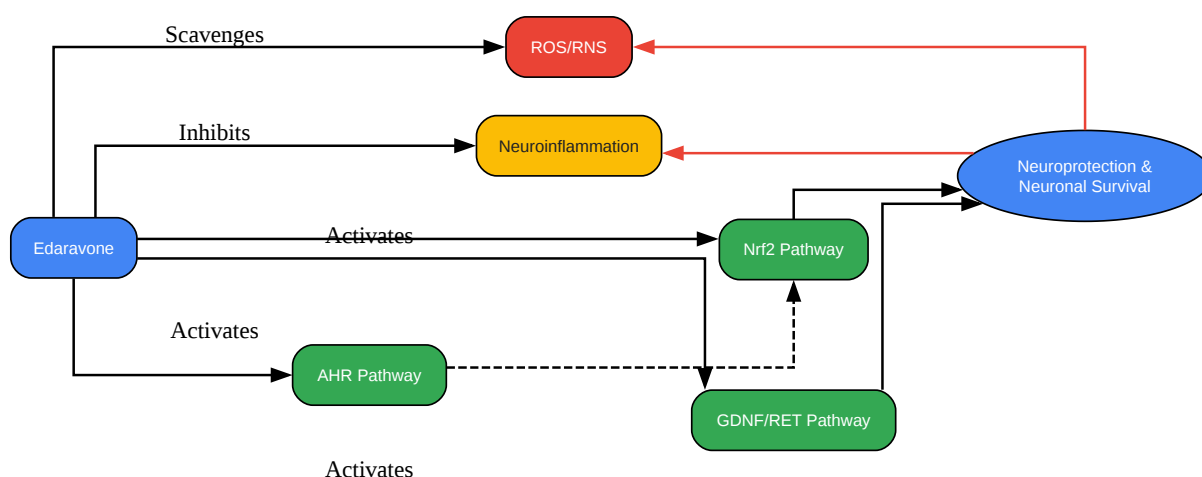 Scavenges
ROS/RNS
Inhibits
Neuroinflammation
Neuroprotection &
Neuronal Survival
Edaravone
Activates
Nrf2 Pathway
Activates
AHR Pathway
GDNF/RET Pathway
Activates